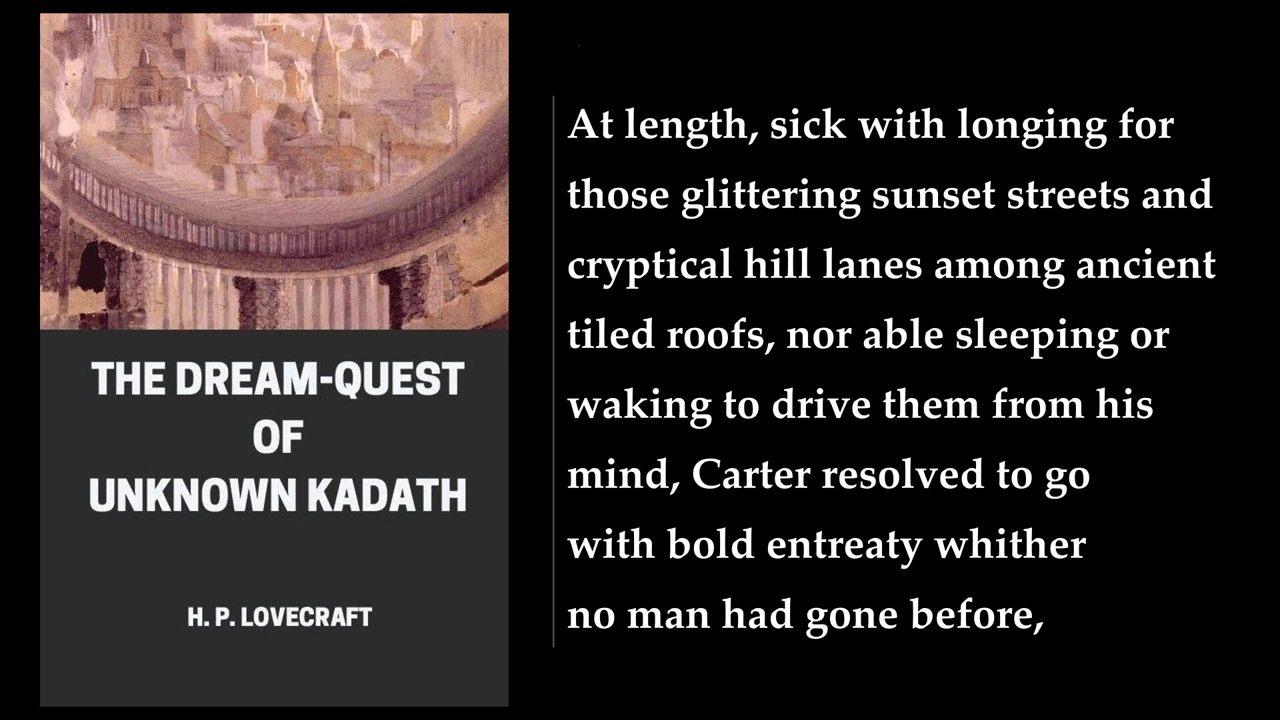 THE DREAM-QUEST
OF
UNKNOWN KADATH
H. P. LOVECRAFT
At length, sick with longing for
those glittering sunset streets and
cryptical hill lanes among ancient
tiled roofs, nor able sleeping or
waking to drive them from his
mind, Carter resolved to go
with bold entreaty whither
no man had gone before,